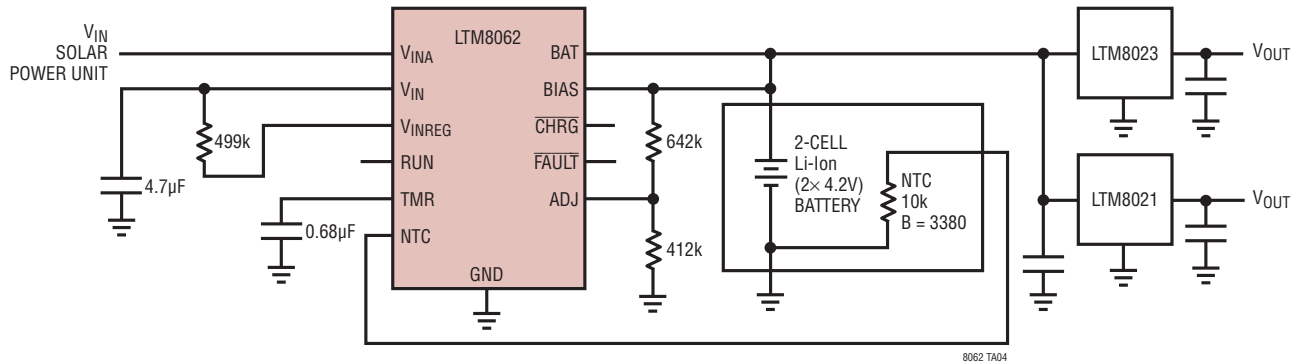 V_IN
SOLAR
POWER UNIT
LTM8062
V_INA
V_IN
V_INREG
RUN
TMR
NTC
GND
BAT
BIAS
CHRG
FAULT
ADJ
499k
4.7µF
0.68µF
642k
412k
2-CELL
Li-Ion
(2× 4.2V)
BATTERY
NTC
10k
B = 3380
LTM8023
V_OUT
LTM8021
V_OUT
8062 TA04